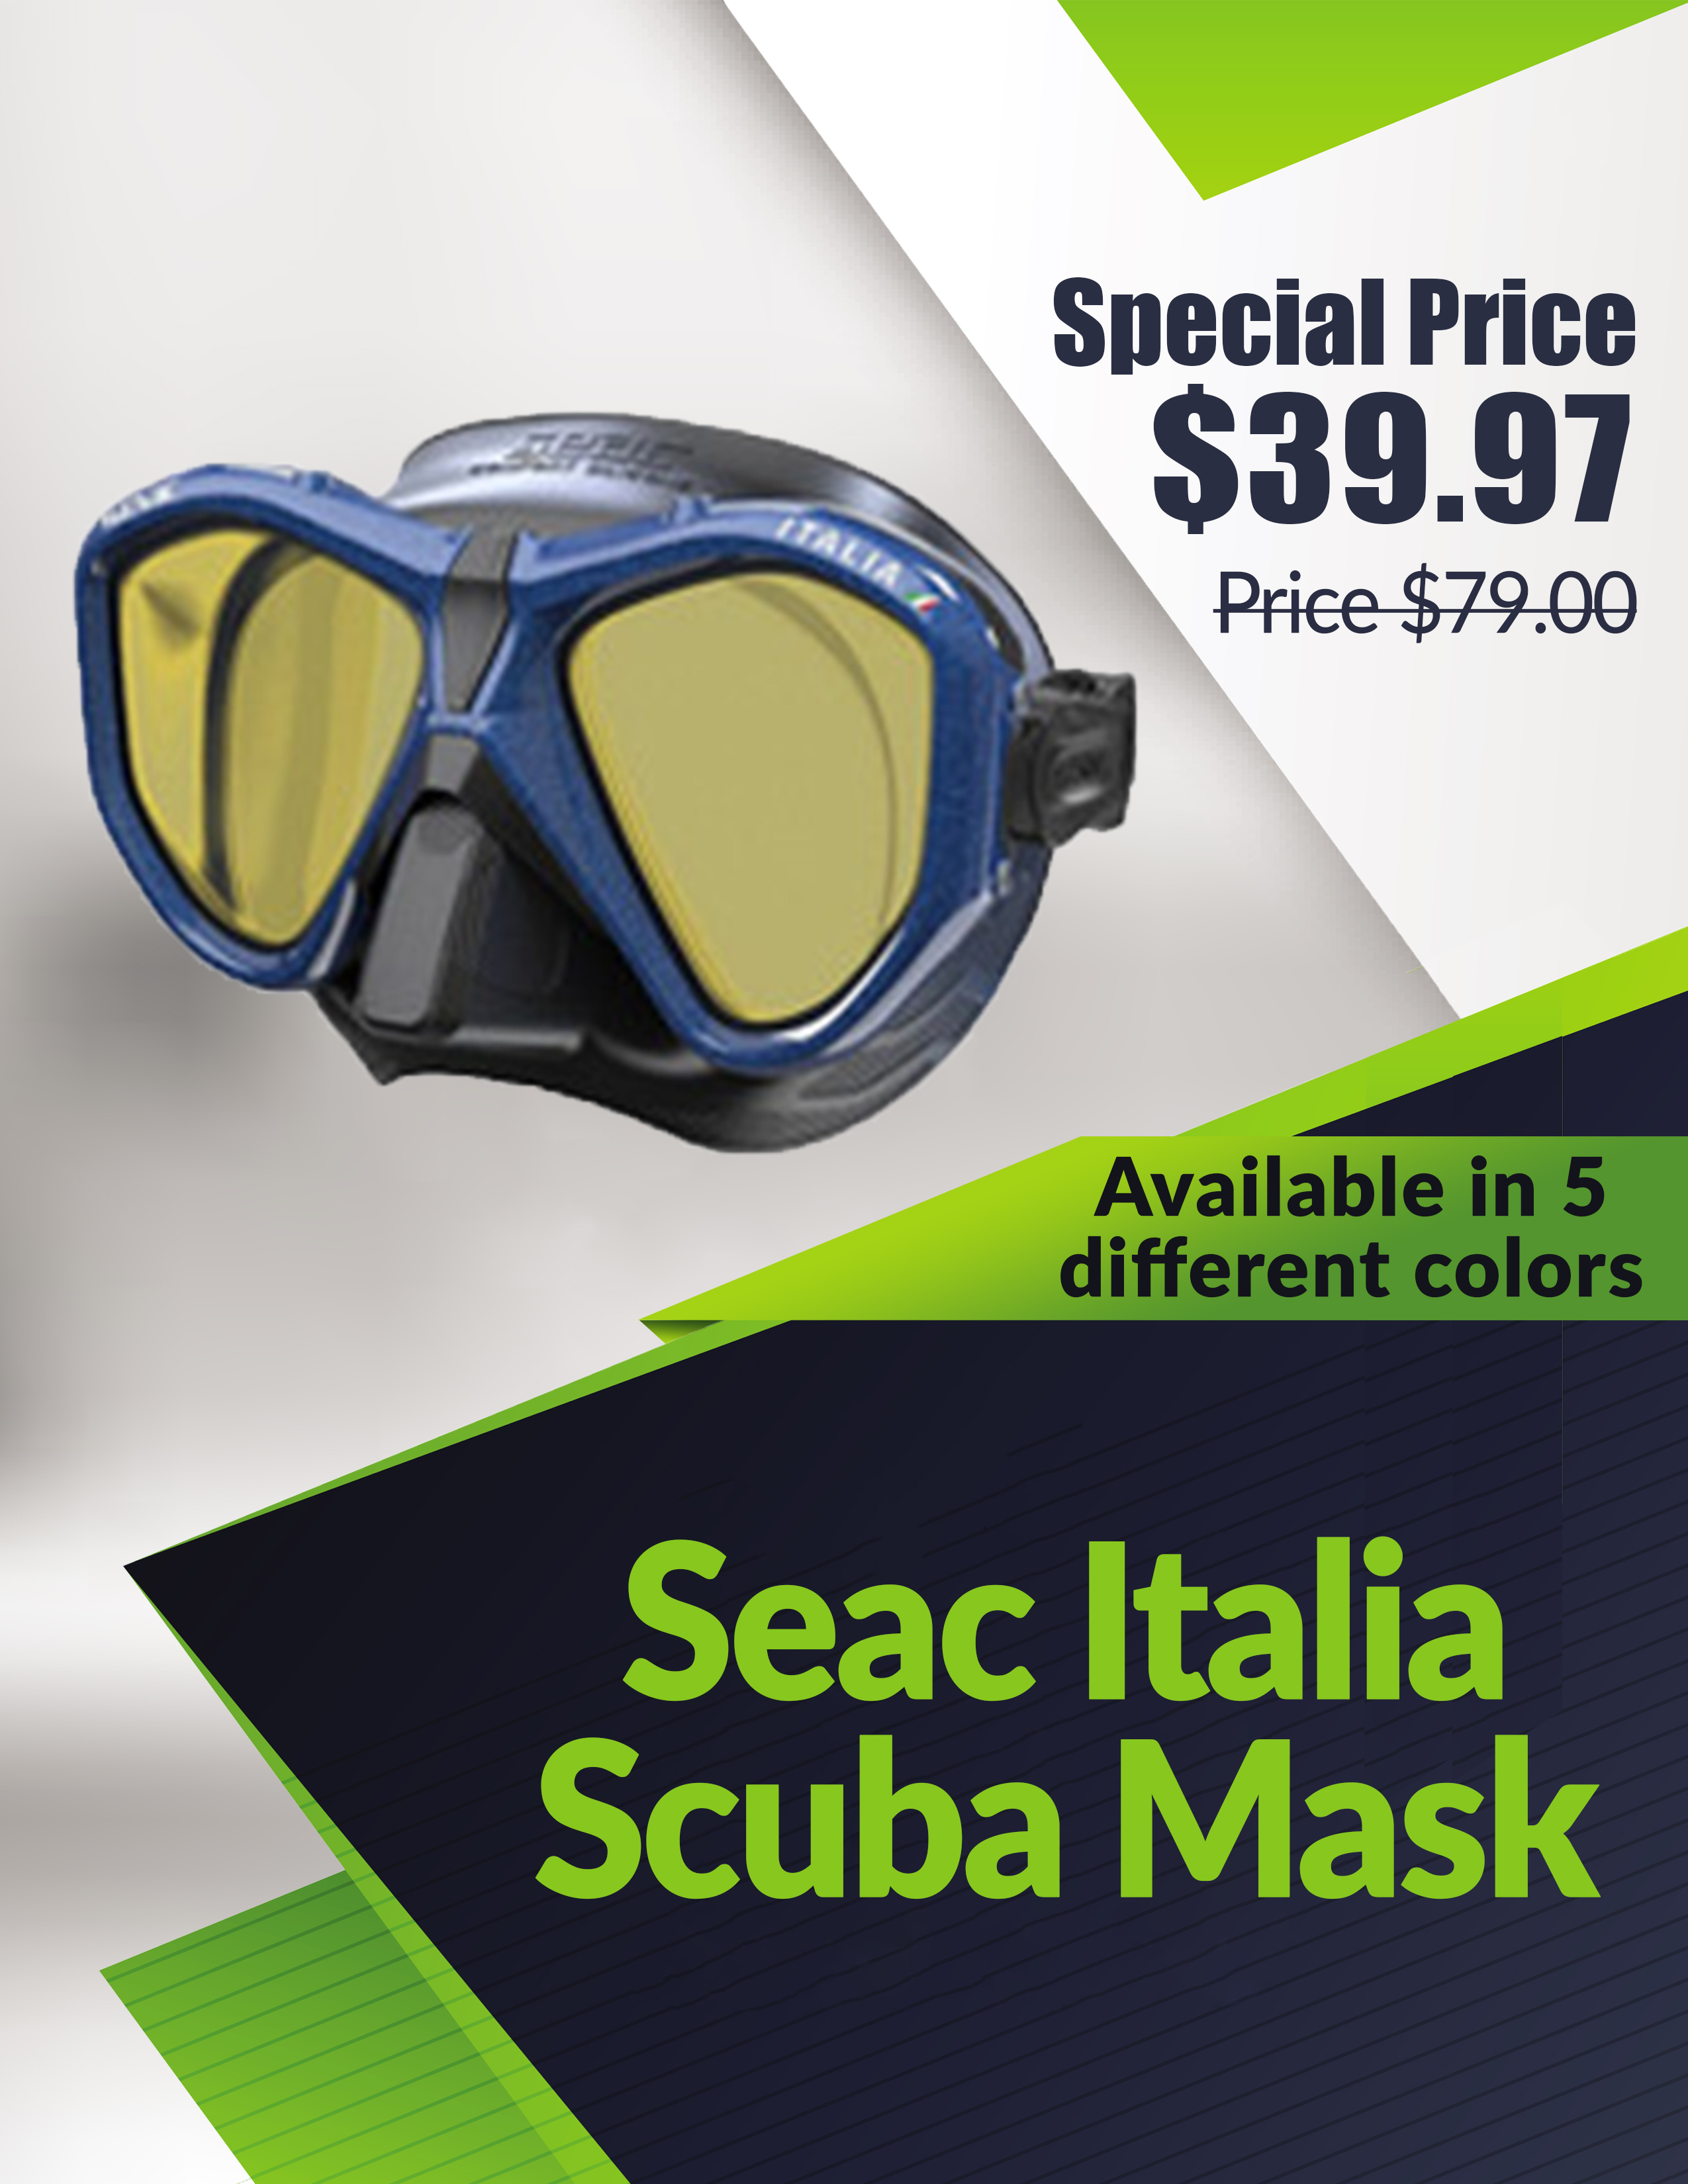 Special Price
$39.97
Price $79.00
ITALIA
Available in 5
different colors
Seac Italia
Scuba Mask